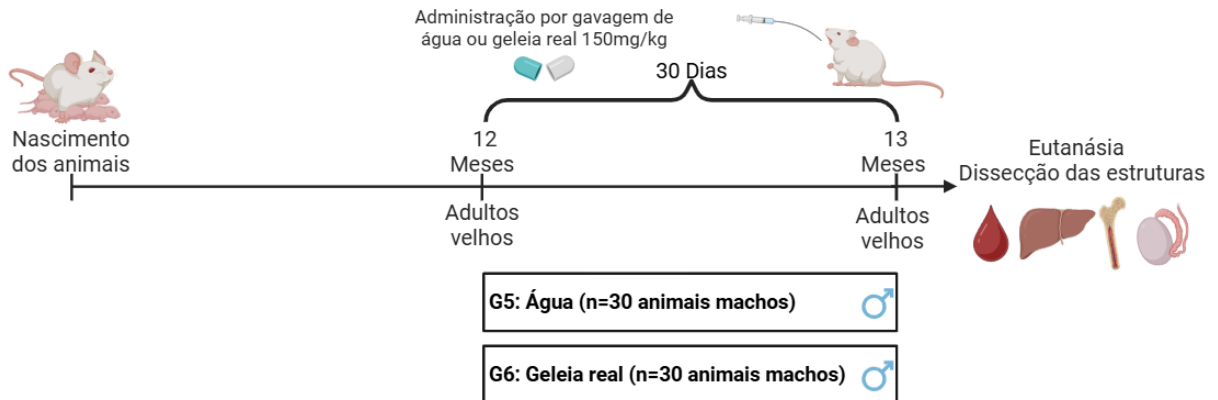 Administração por gavagem de
água ou geleia real 150mg/kg
30 Dias
Nascimento
dos animais
12
Meses
13
Meses
Adultos
velhos
Adultos
velhos
Eutanásia
Dissecção das estruturas
G5: Água (n=30 animais machos)
G6: Geleia real (n=30 animais machos)